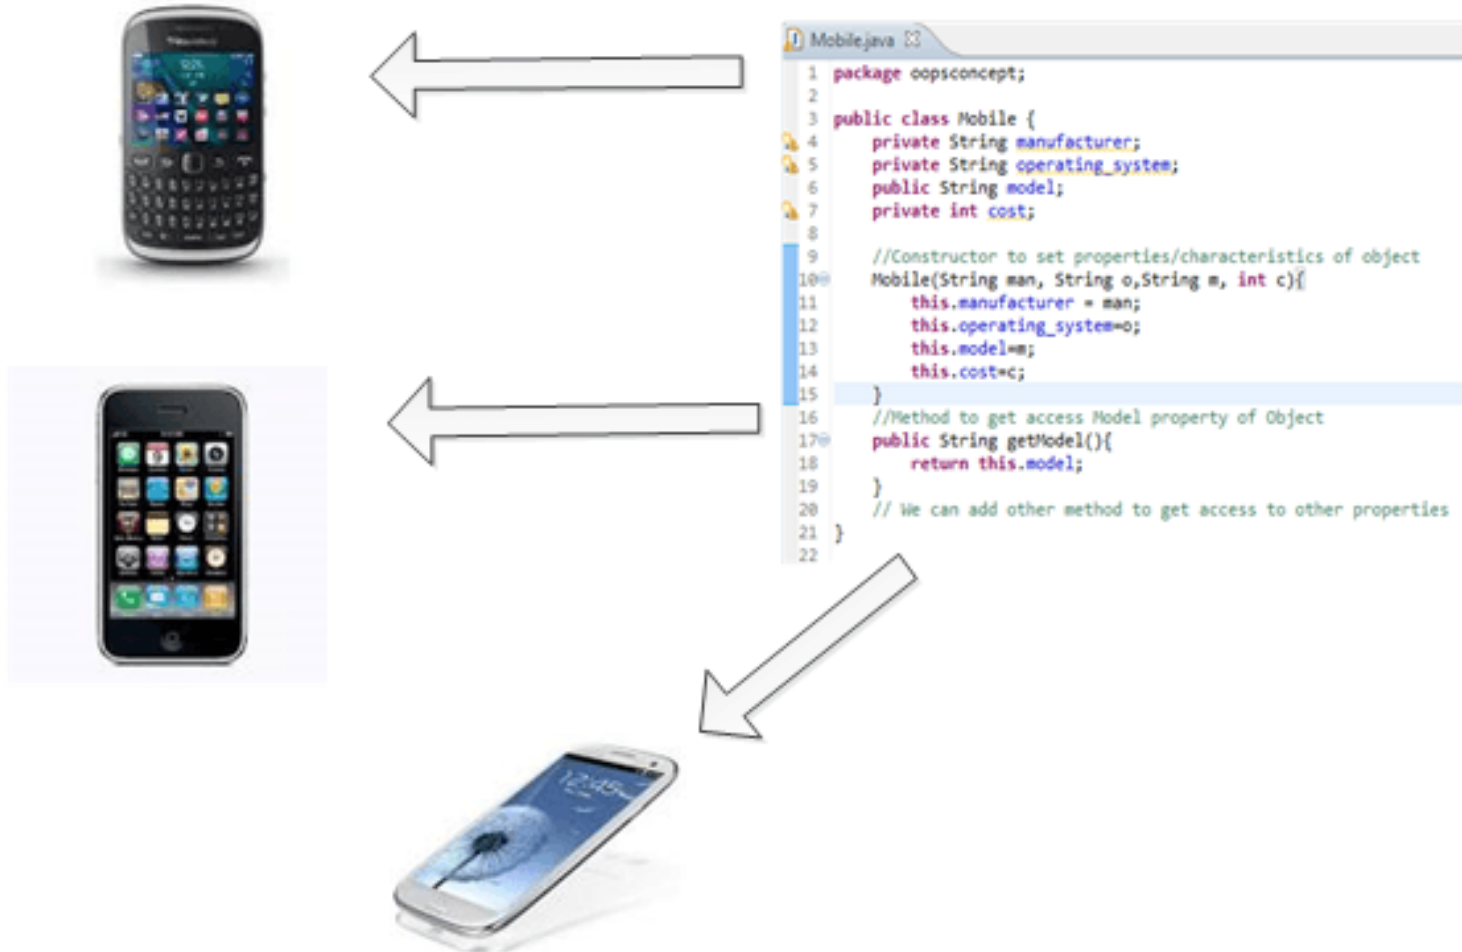 Mobile.java
1 package oopsconcept;
2
3 public class Mobile {
4 private String manufacturer;
5 private String operating_system;
6 public String model;
7 private int cost;
8
9 //Constructor to set properties/characteristics of object
10 Mobile(String man, String o,String m, int c){
11 this.manufacturer = man;
12 this.operating_system=o;
13 this.model=m;
14 this.cost=c;
15 }
16 //Method to get access Model property of Object
17 public String getModel(){
18 return this.model;
19 }
20 // We can add other method to get access to other properties
21 }
22
12:45